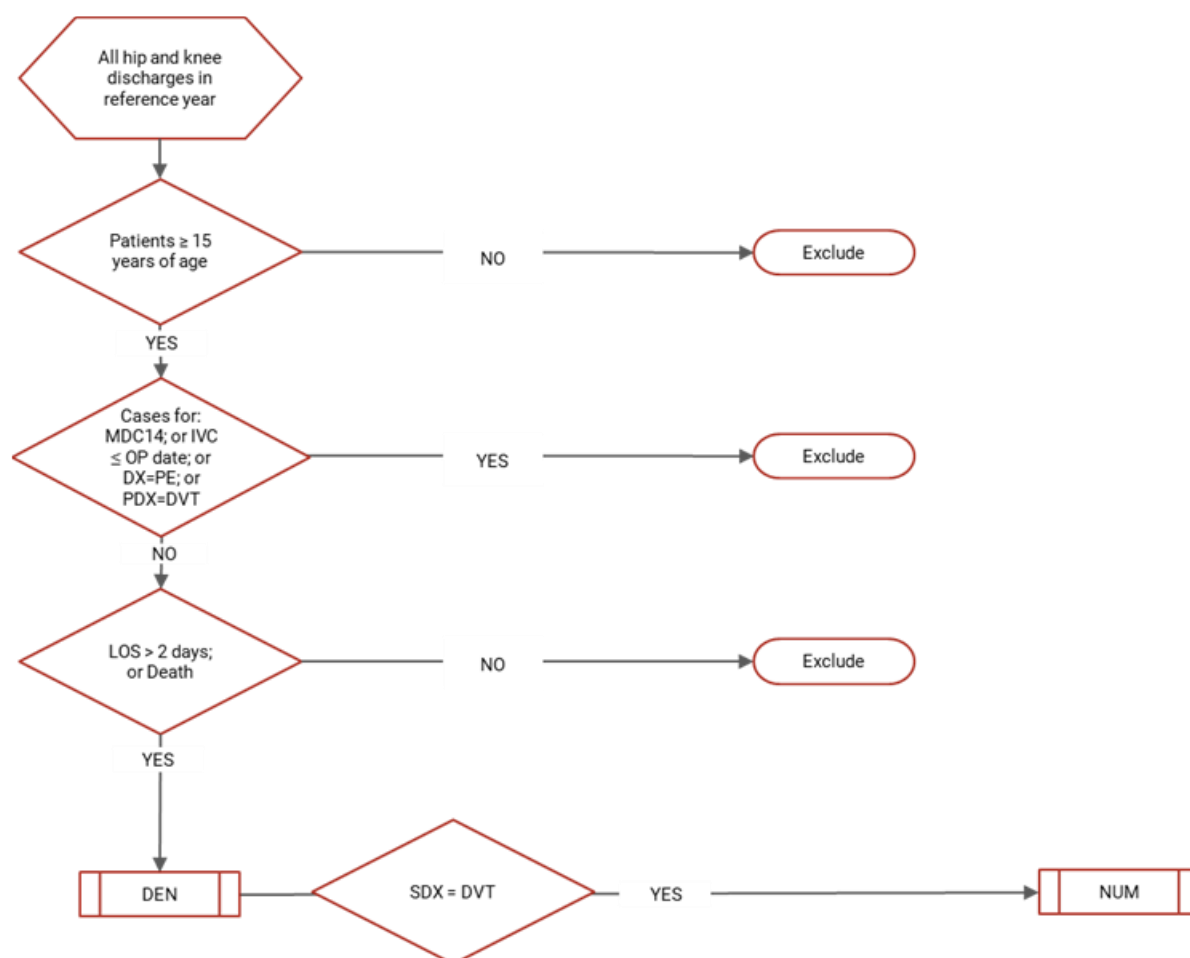 All hip and knee
discharges in
reference year
Patients ≥ 15
years of age
NO
Exclude
YES
Cases for:
MDC14; or IVC
≤ OP date; or
DX=PE; or
PDX=DVT
YES
Exclude
NO
LOS > 2 days;
or Death
NO
Exclude
YES
DEN
SDX = DVT
YES
NUM